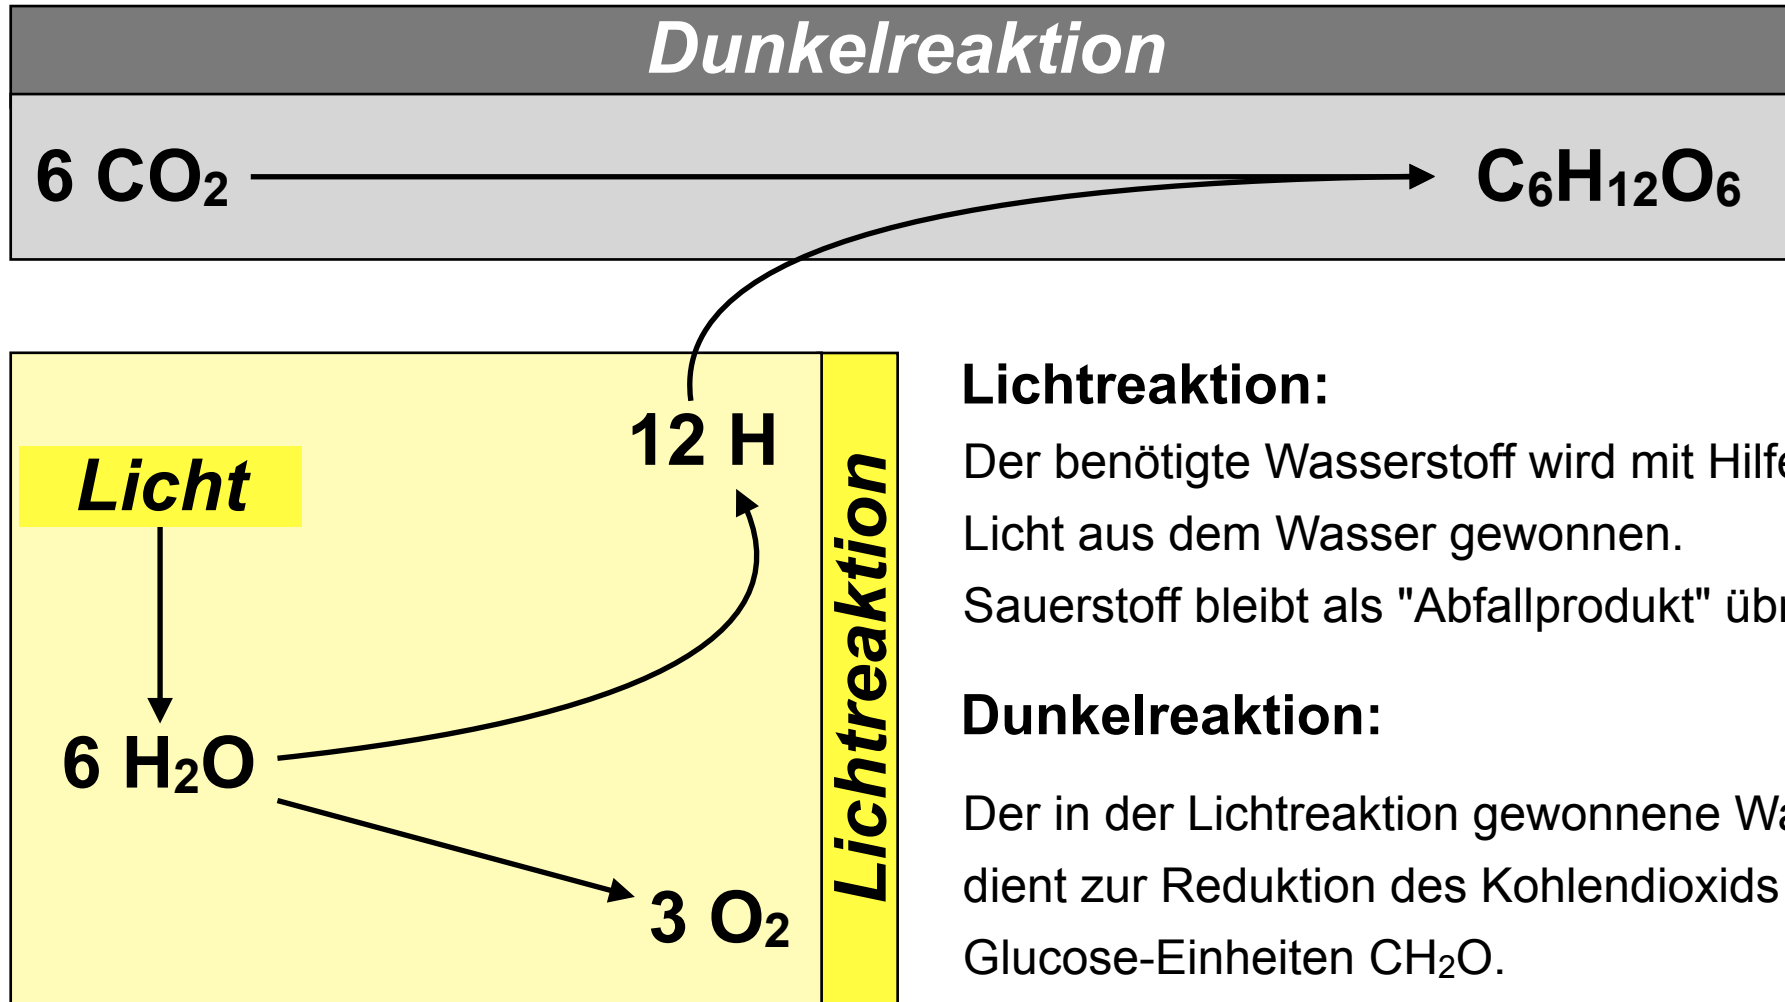 Dunkelreaktion
6 CO₂
C₆H₁₂O₆
12 H
Licht
6 H₂O
3 O₂
Lichtreaktion
Lichtreaktion:
Der benötigte Wasserstoff wird mit Hilfe
Licht aus dem Wasser gewonnen.
Sauerstoff bleibt als "Abfallprodukt"
Dunkelreaktion:
Der in der Lichtreaktion gewonnene
dient zur Reduktion des Kohlendioxids
Glucose-Einheiten CH₂O.